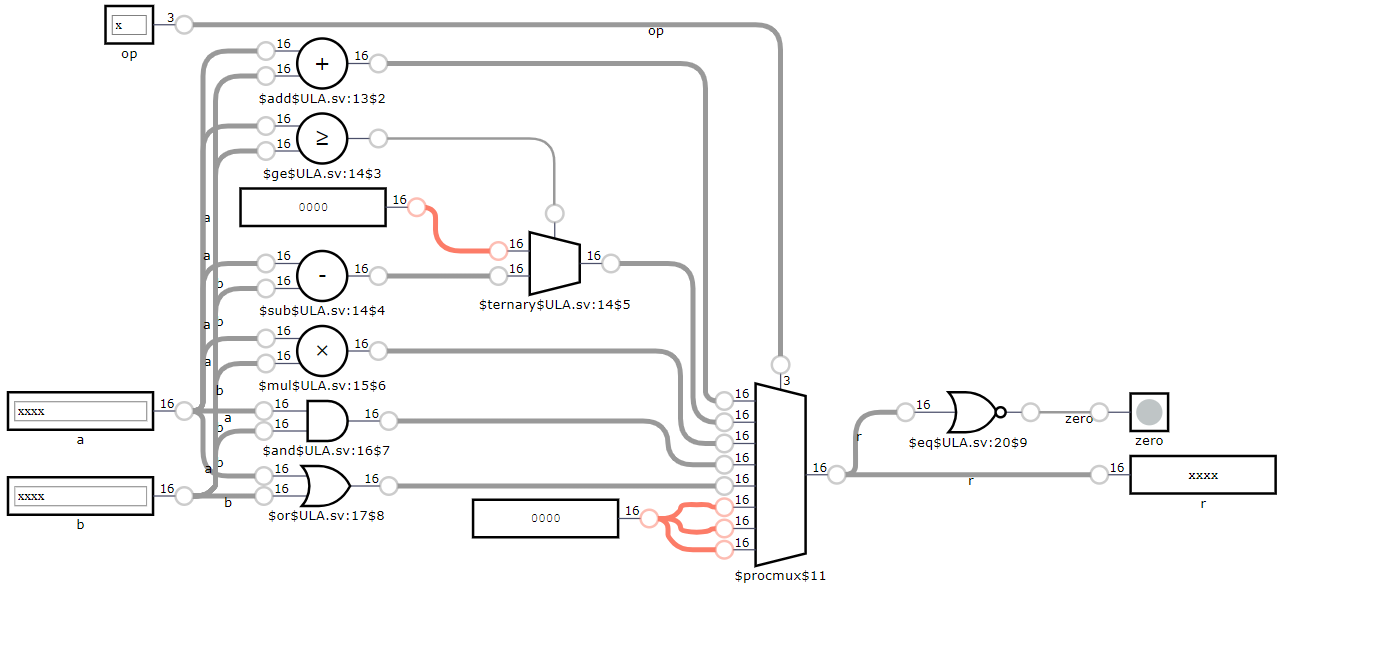 x
3
op
op
16
16
+
16
$add$ULA.sv:13$2
16
16
≥
$ge$ULA.sv:14$3
0000
16
a
16
16
16
$ternary$ULA.sv:14$5
a
16
16
-
16
b
$sub$ULA.sv:14$4
a
b
16
16
×
16
a
$mul$ULA.sv:15$6
b
xxxx
16
a
16
16
a
16
b
$and$ULA.sv:16$7
b
a
16
16
16
b
$or$ULA.sv:17$8
xxxx
16
b
0000
16
3
16
16
16
16
16
16
16
16
$procmux$11
16
r
16
$eq$ULA.sv:20$9
zero
zero
r
16
xxxx
r